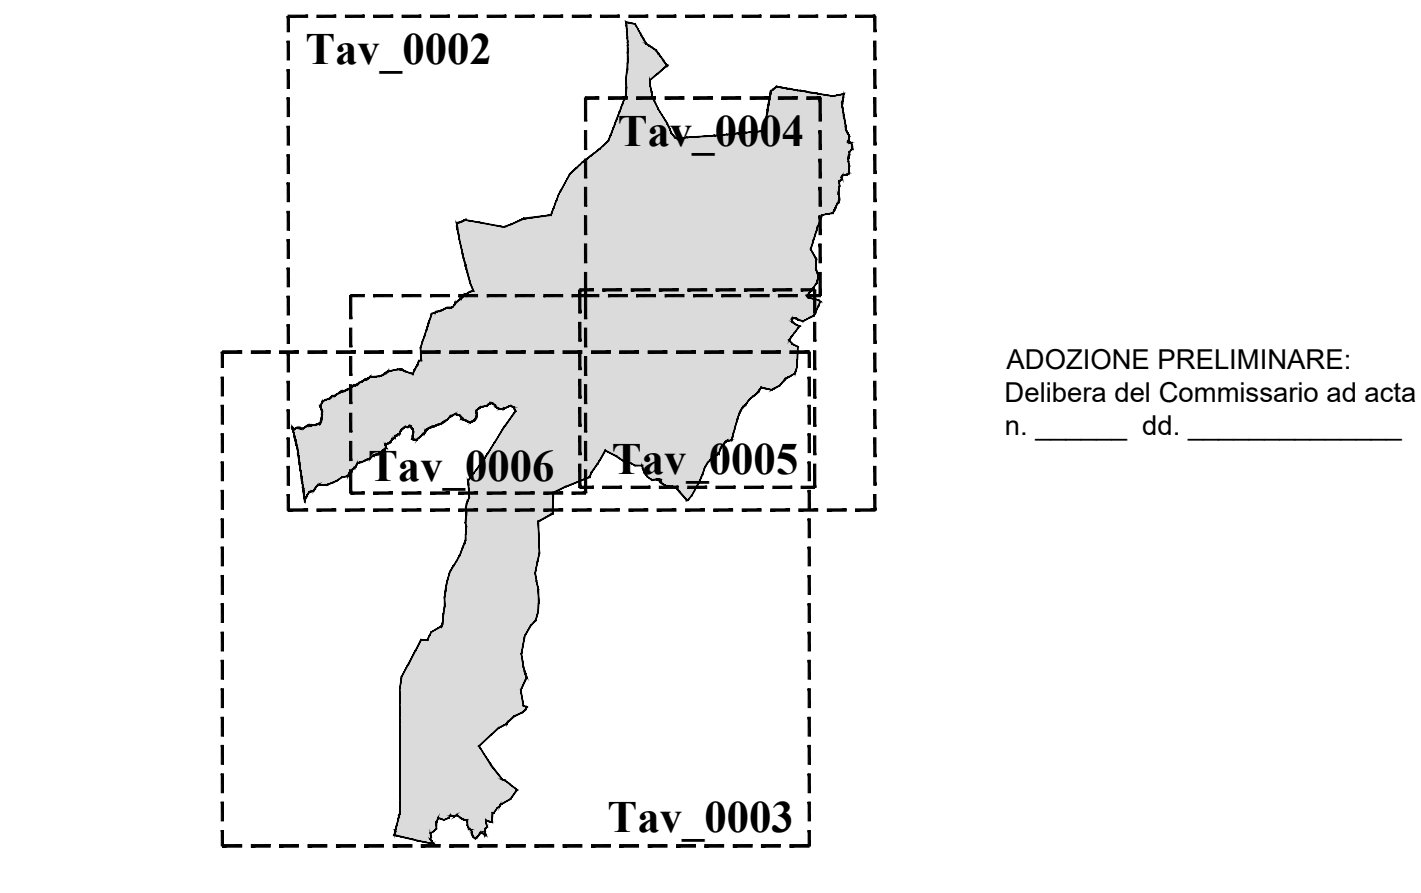 Tav_0002
Tav_0004
ADOZIONE PRELIMINARE:
Delibera del Commissario ad acta
n. ______ dd. ______________
Tav_0006
Tav_0005
Tav_0003